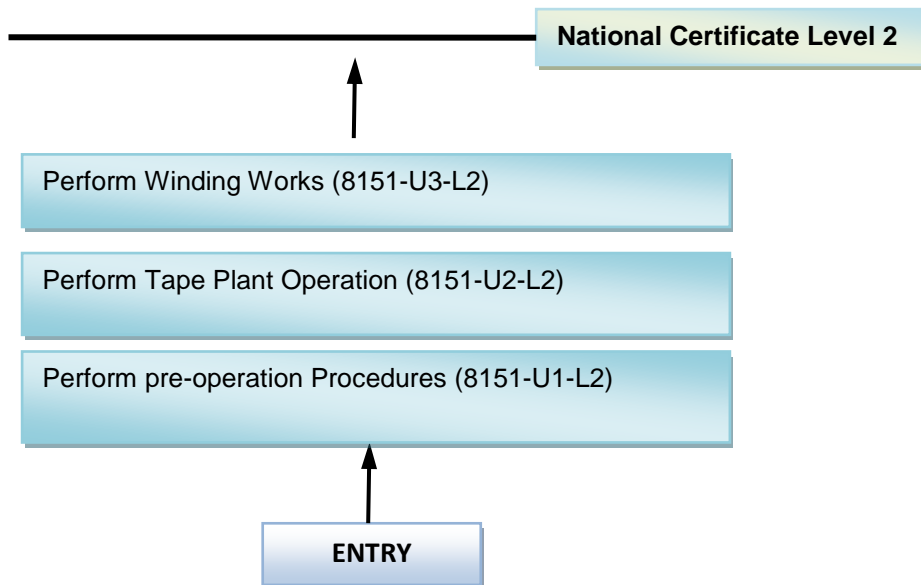 National Certificate Level 2
Perform Winding Works (8151-U3-L2)
Perform Tape Plant Operation (8151-U2-L2)
Perform pre-operation Procedures (8151-U1-L2)
ENTRY